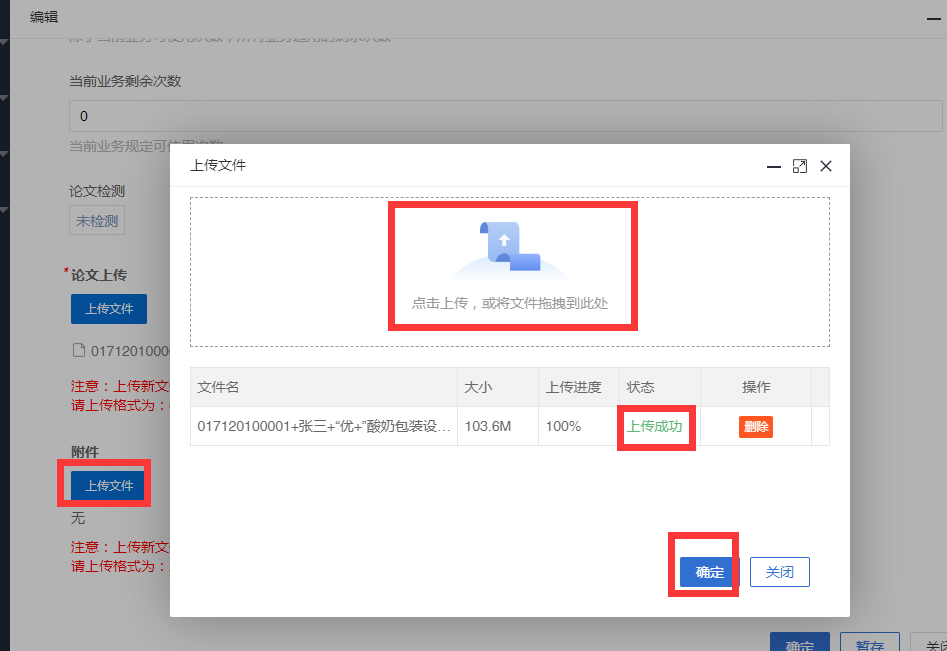 编辑
当前业务剩余次数
0
当前业务规定可使用次数
上传文件
论文检测
未检测
点击上传，或将文件拖拽到此处
*论文上传
上传文件
0171201000
注意：上传新文
请上传格式为：
文件名 大小 上传进度 状态 操作
017120100001+张三+“优+”酸奶包装设... 103.6M 100% 上传成功 删除
附件
上传文件
无
注意：上传新文
请上传格式为：
确定 关闭
确定 暂存 关闭